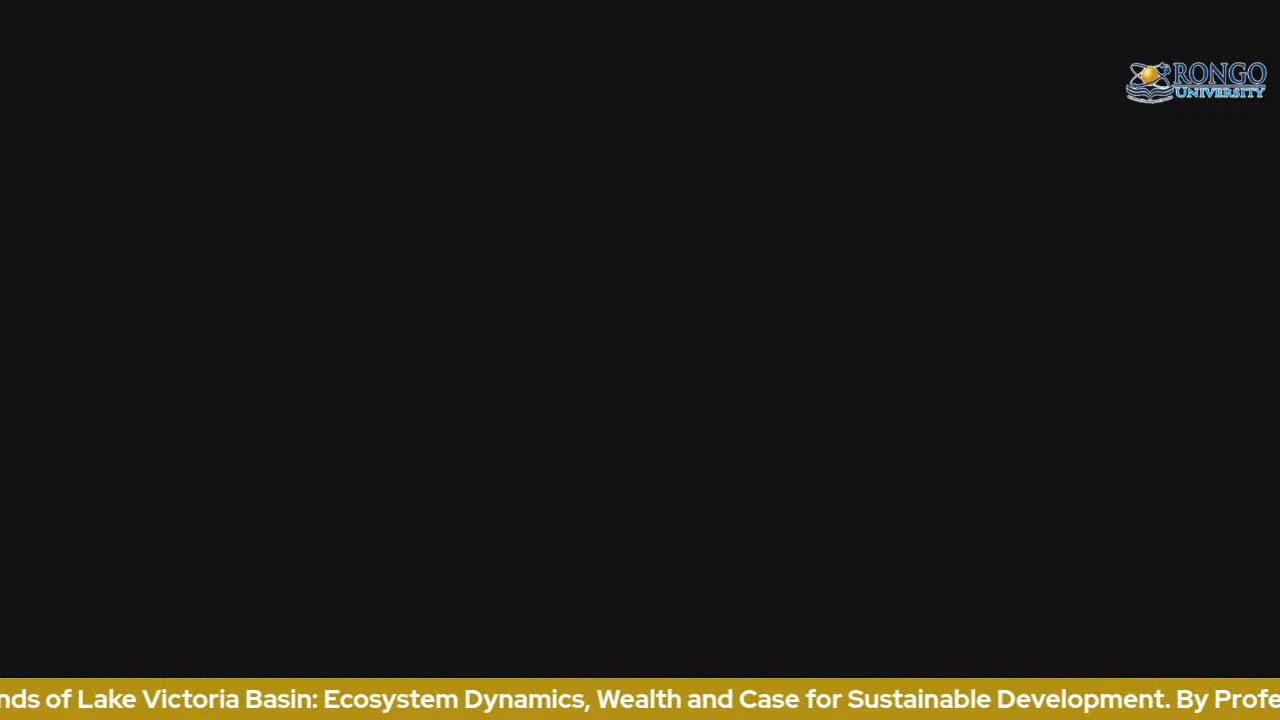 RONGO
UNIVERSITY
nds of Lake Victoria Basin: Ecosystem Dynamics, Wealth and Case for Sustainable Development. By Profe